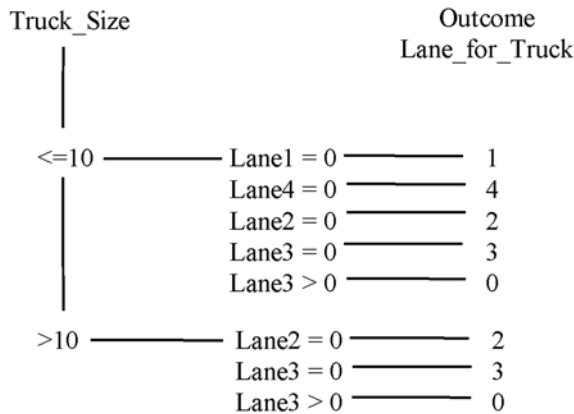 Truck_Size
Outcome
Lane_for_Truck
<=10 Lane1 = 0 1
Lane4 = 0 4
Lane2 = 0 2
Lane3 = 0 3
Lane3 > 0 0
>10 Lane2 = 0 2
Lane3 = 0 3
Lane3 > 0 0